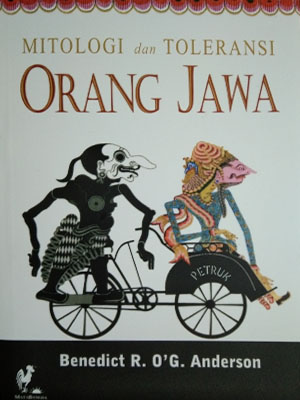 MITOLOGI dan TOLERANSI
ORANG JAWA
PETRUK
Benedict R. O'G. Anderson